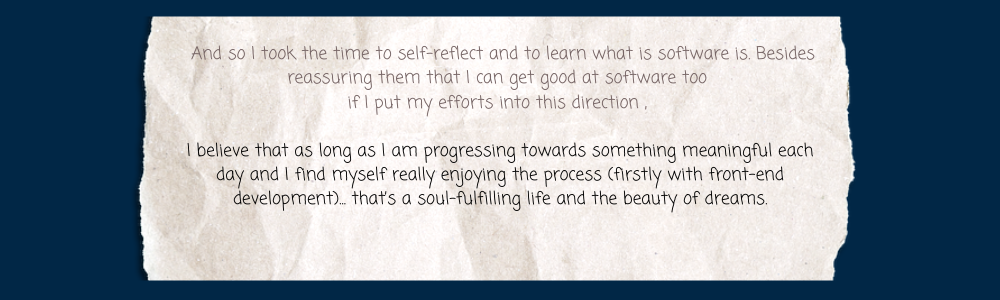 And so I took the time to self-reflect and to learn what is software is. Besides
reassuring them that I can get good at software too
if I put my efforts into this direction ,
I believe that as long as I am progressing towards something meaningful each
day and I find myself really enjoying the process (firstly with front-end
development)... that's a soul-fulfilling life and the beauty of dreams.